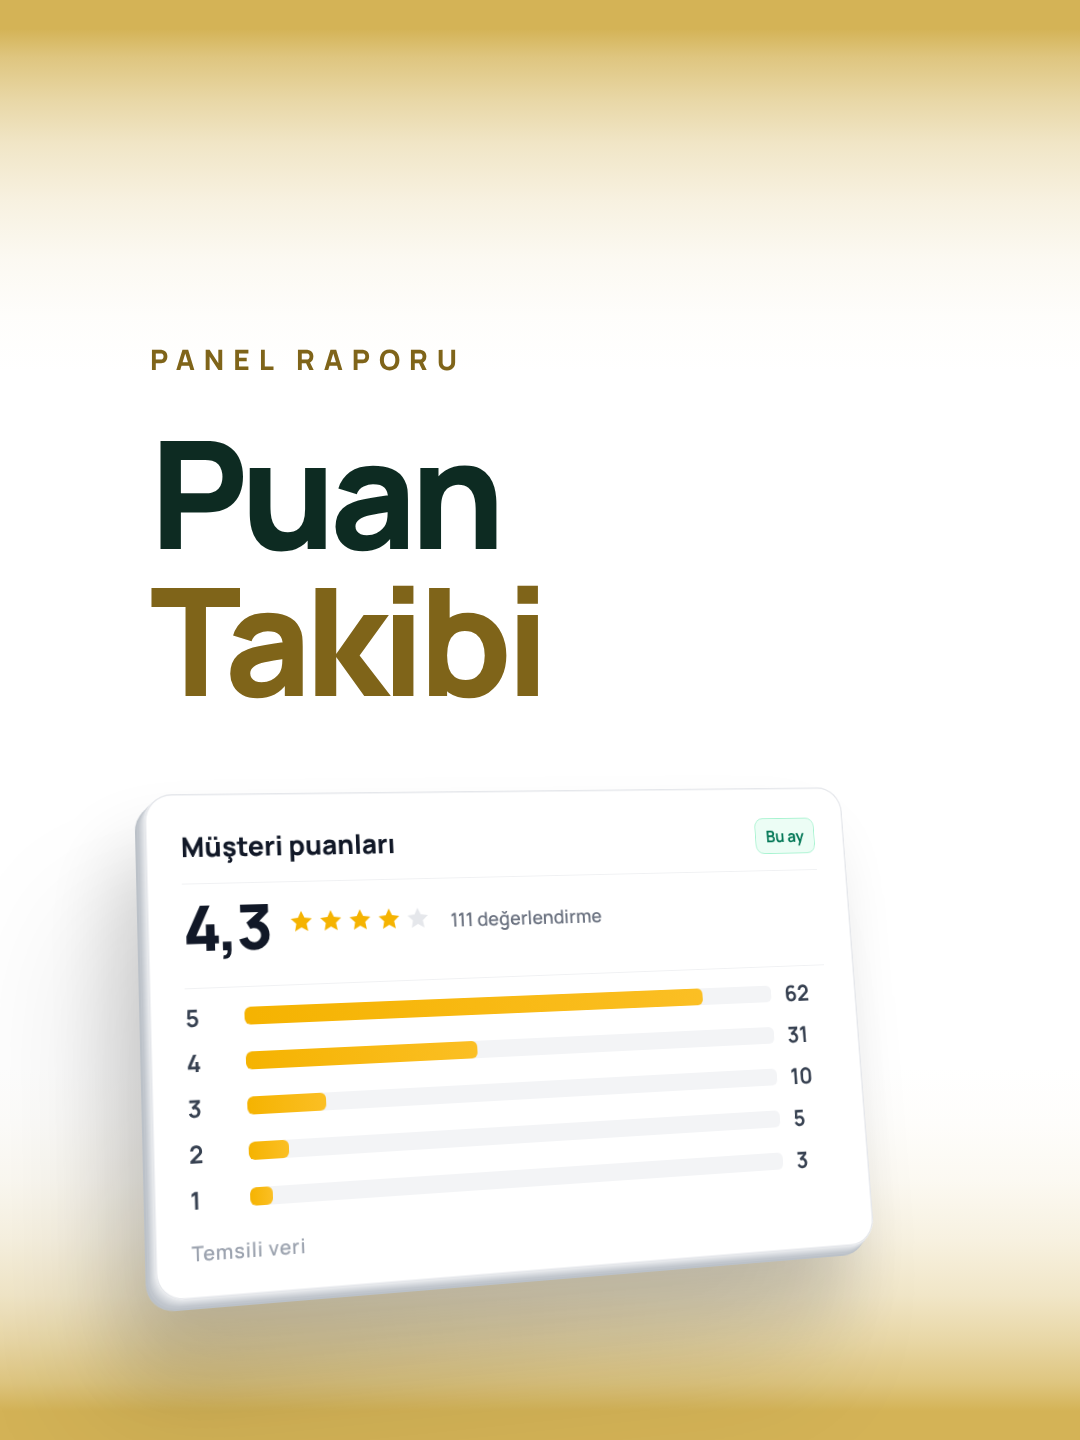 PANEL RAPORU
Puan
Takibi
Müşteri puanları
Bu ay
4,3
111 değerlendirme
5 62
4 31
3 10
2 5
1 3
Temsili veri